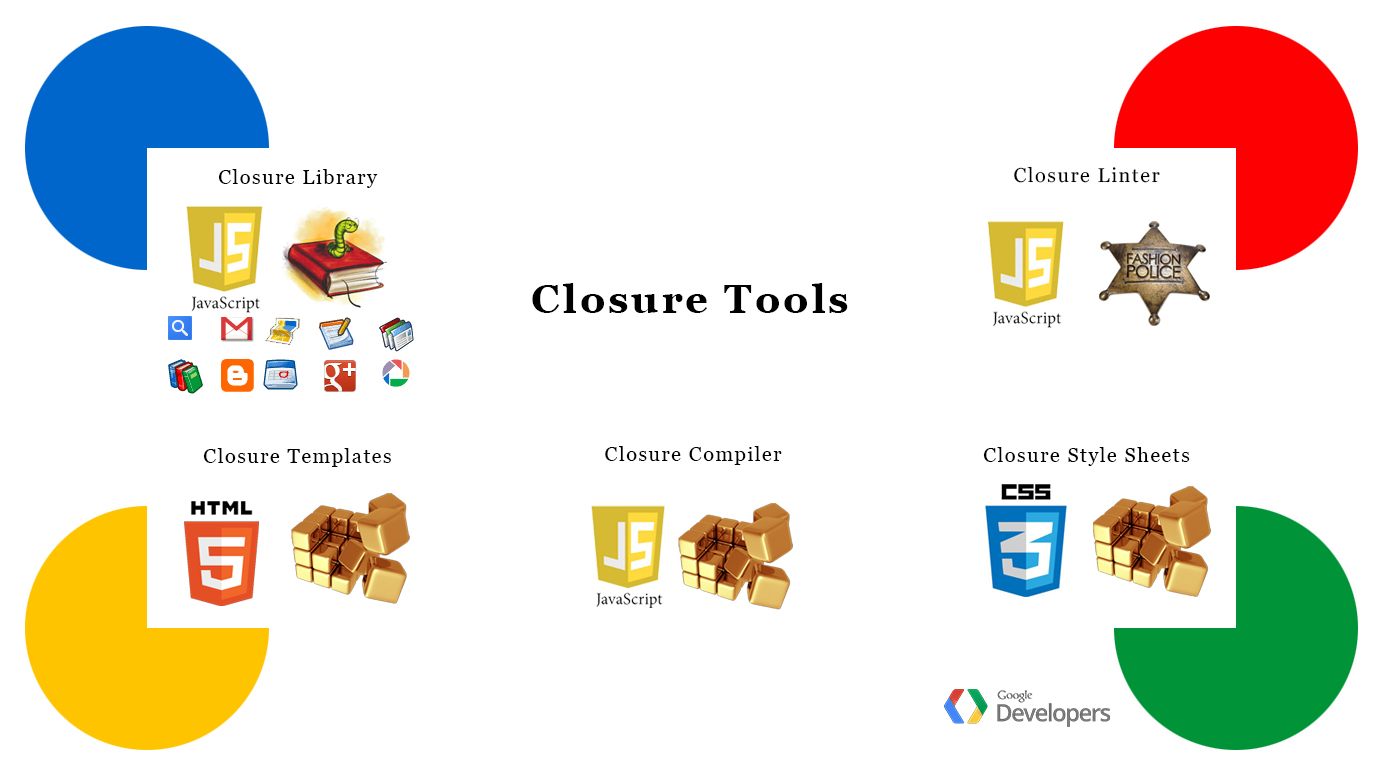 Closure Library
JS
JavaScript
g+
Closure Linter
JS
JavaScript
FASHION
POLICE
Closure Tools
Closure Templates
HTML
5
Closure Compiler
JS
JavaScript
Closure Style Sheets
CSS
3
Google
Developers